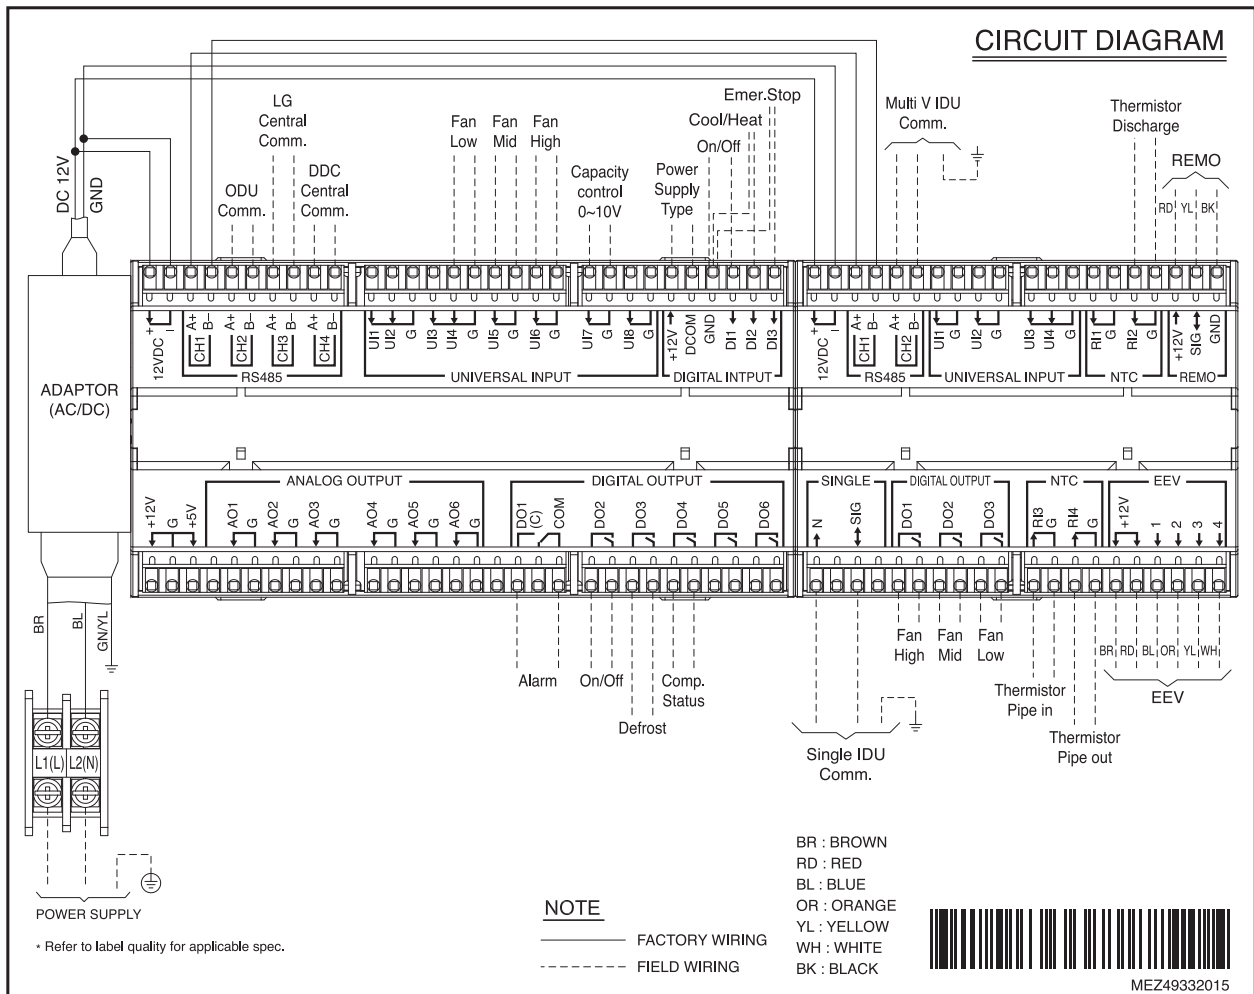 CIRCUIT DIAGRAM
DC 12V
GND
LG
Central
Comm.
ODU
Comm.
DDC
Central
Comm.
Fan
Low
Fan
Mid
Fan
High
Capacity
control
0~10V
Power
Supply
Type
Emer.Stop
Cool/Heat
On/Off
Multi V IDU
Comm.
Thermistor
Discharge
REMO
RD YL BK
ADAPTOR
(AC/DC)
12VDC + −
A+ B− A+ B− A+ B− A+ B−
CH1 CH2 CH3 CH4
RS485
UI1 UI2 G UI3 UI4 G UI5 G UI6 G UI7 G UI8 G
UNIVERSAL INPUT
+12V DCOM GND DI1 DI2 DI3
DIGITAL INTPUT
12VDC + −
A+ B− A+ B−
CH1 CH2
RS485
UI1 G UI2 G UI3 UI4 G
UNIVERSAL INPUT
RI1 G RI2 G
NTC
+12V SIG GND
REMO
ANALOG OUTPUT
+12V G +5V AO1 G AO2 G AO3 G AO4 G AO5 G AO6 G
DIGITAL OUTPUT
DO1 (C) COM DO2 DO3 DO4 DO5 DO6
SINGLE
N SIG
DIGITAL OUTPUT
DO1 DO2 DO3
NTC
RI3 G RI4 G
EEV
+12V 1 2 3 4
BR
BL
GN/YL
Alarm
On/Off
Defrost
Comp.
Status
Fan
High
Fan
Mid
Fan
Low
Thermistor
Pipe in
Thermistor
Pipe out
BR RD BL OR YL WH
EEV
Single IDU
Comm.
L1(L) L2(N)
POWER SUPPLY
* Refer to label quality for applicable spec.
NOTE
FACTORY WIRING
FIELD WIRING
BR : BROWN
RD : RED
BL : BLUE
OR : ORANGE
YL : YELLOW
WH : WHITE
BK : BLACK
MEZ49332015